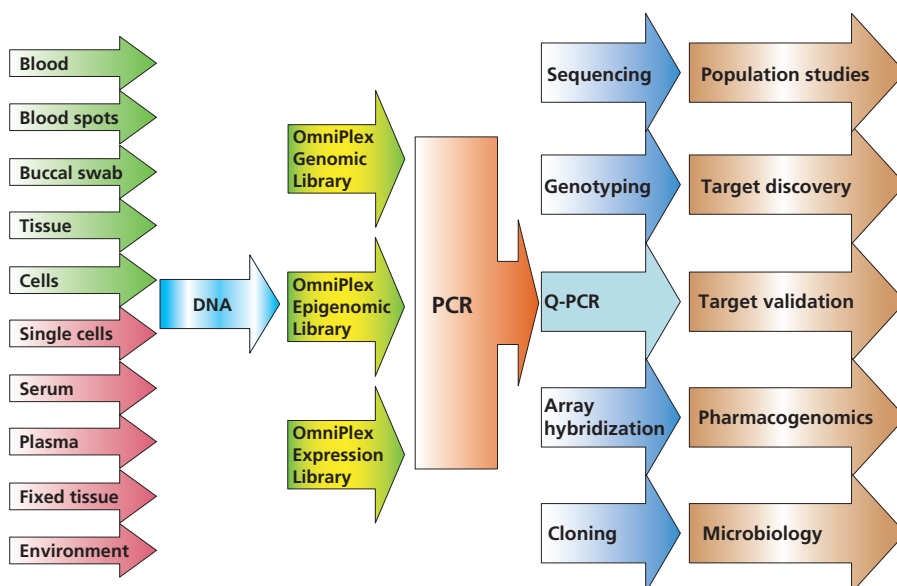 Blood
Blood spots
Buccal swab
Tissue
Cells
Single cells
Serum
Plasma
Fixed tissue
Environment
DNA
OmniPlex
Genomic
Library
OmniPlex
Epigenomic
Library
OmniPlex
Expression
Library
PCR
Sequencing
Genotyping
Q-PCR
Array
hybridization
Cloning
Population studies
Target discovery
Target validation
Pharmacogenomics
Microbiology